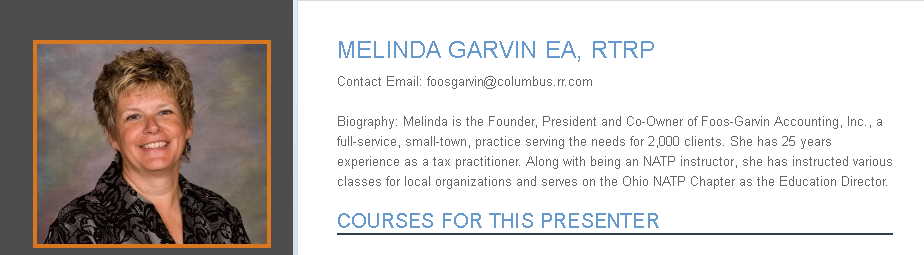 MELINDA GARVIN EA, RTRP
Contact Email: foosgarvin@columbus.rr.com
Biography: Melinda is the Founder, President and Co-Owner of Foos-Garvin Accounting, Inc., a
full-service, small-town, practice serving the needs for 2,000 clients. She has 25 years
experience as a tax practitioner. Along with being an NATP instructor, she has instructed various
classes for local organizations and serves on the Ohio NATP Chapter as the Education Director.
COURSES FOR THIS PRESENTER